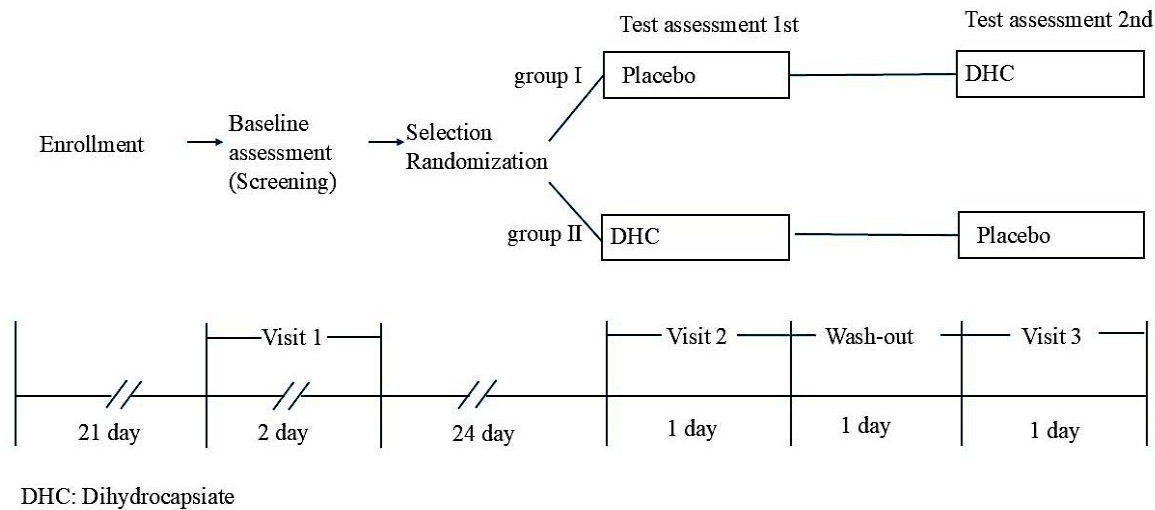 Test assessment 1st
Test assessment 2nd
group I
Placebo
DHC
Enrollment
Baseline
assessment
(Screening)
Selection
Randomization
group II
DHC
Placebo
Visit 1
Visit 2
Wash-out
Visit 3
21 day
2 day
24 day
1 day
1 day
1 day
DHC: Dihydrocapsiate